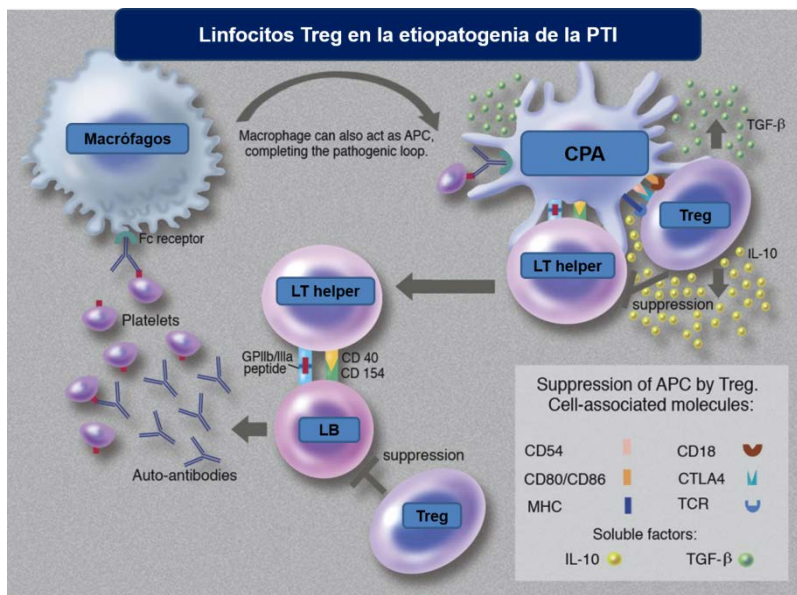 Linfocitos Treg en la etiopatogenia de la PTI
Macrófagos
Macrophage can also act as APC,
completing the pathogenic loop.
CPA
TGF-β
Treg
Fc receptor
IL-10
LT helper
LT helper
suppression
Platelets
GPIIb/IIIa
peptide
CD 40
CD 154
LB
Auto-antibodies
suppression
Treg
Suppression of APC by Treg.
Cell-associated molecules:
CD54
CD18
CD80/CD86
CTLA4
MHC
TCR
Soluble factors:
IL-10
TGF-β